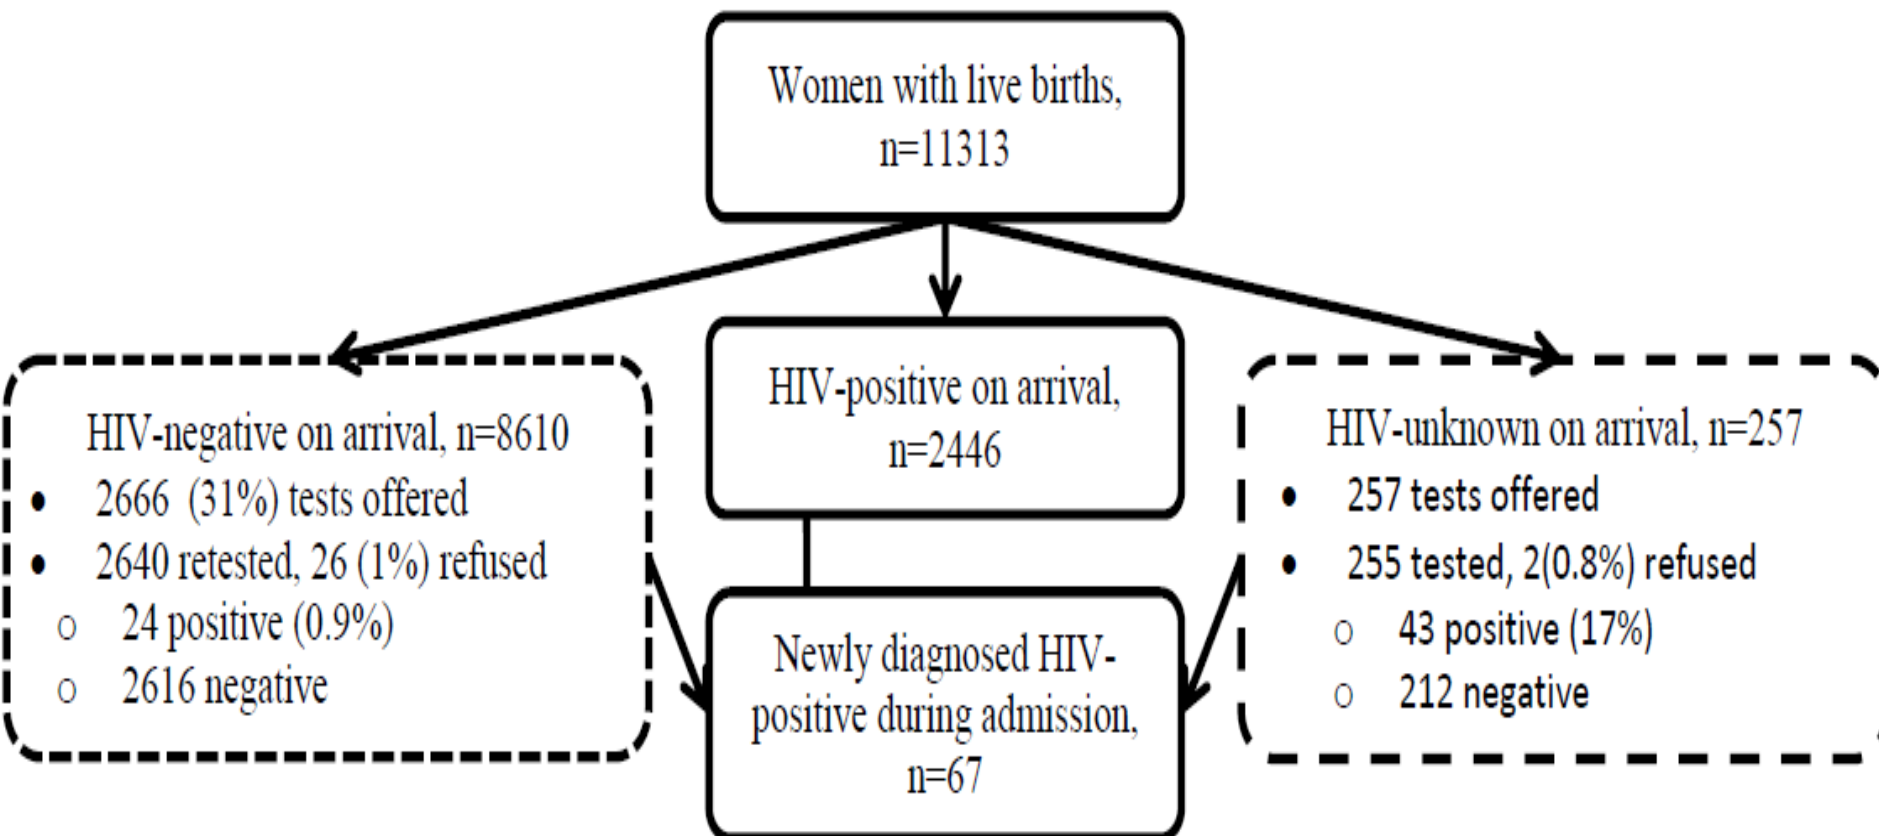 Women with live births,
n=11313
HIV-positive on arrival,
n=2446
HIV-negative on arrival, n=8610
• 2666 (31%) tests offered
• 2640 retested, 26 (1%) refused
o 24 positive (0.9%)
o 2616 negative
HIV-unknown on arrival, n=257
• 257 tests offered
• 255 tested, 2(0.8%) refused
o 43 positive (17%)
o 212 negative
Newly diagnosed HIV-
positive during admission,
n=67